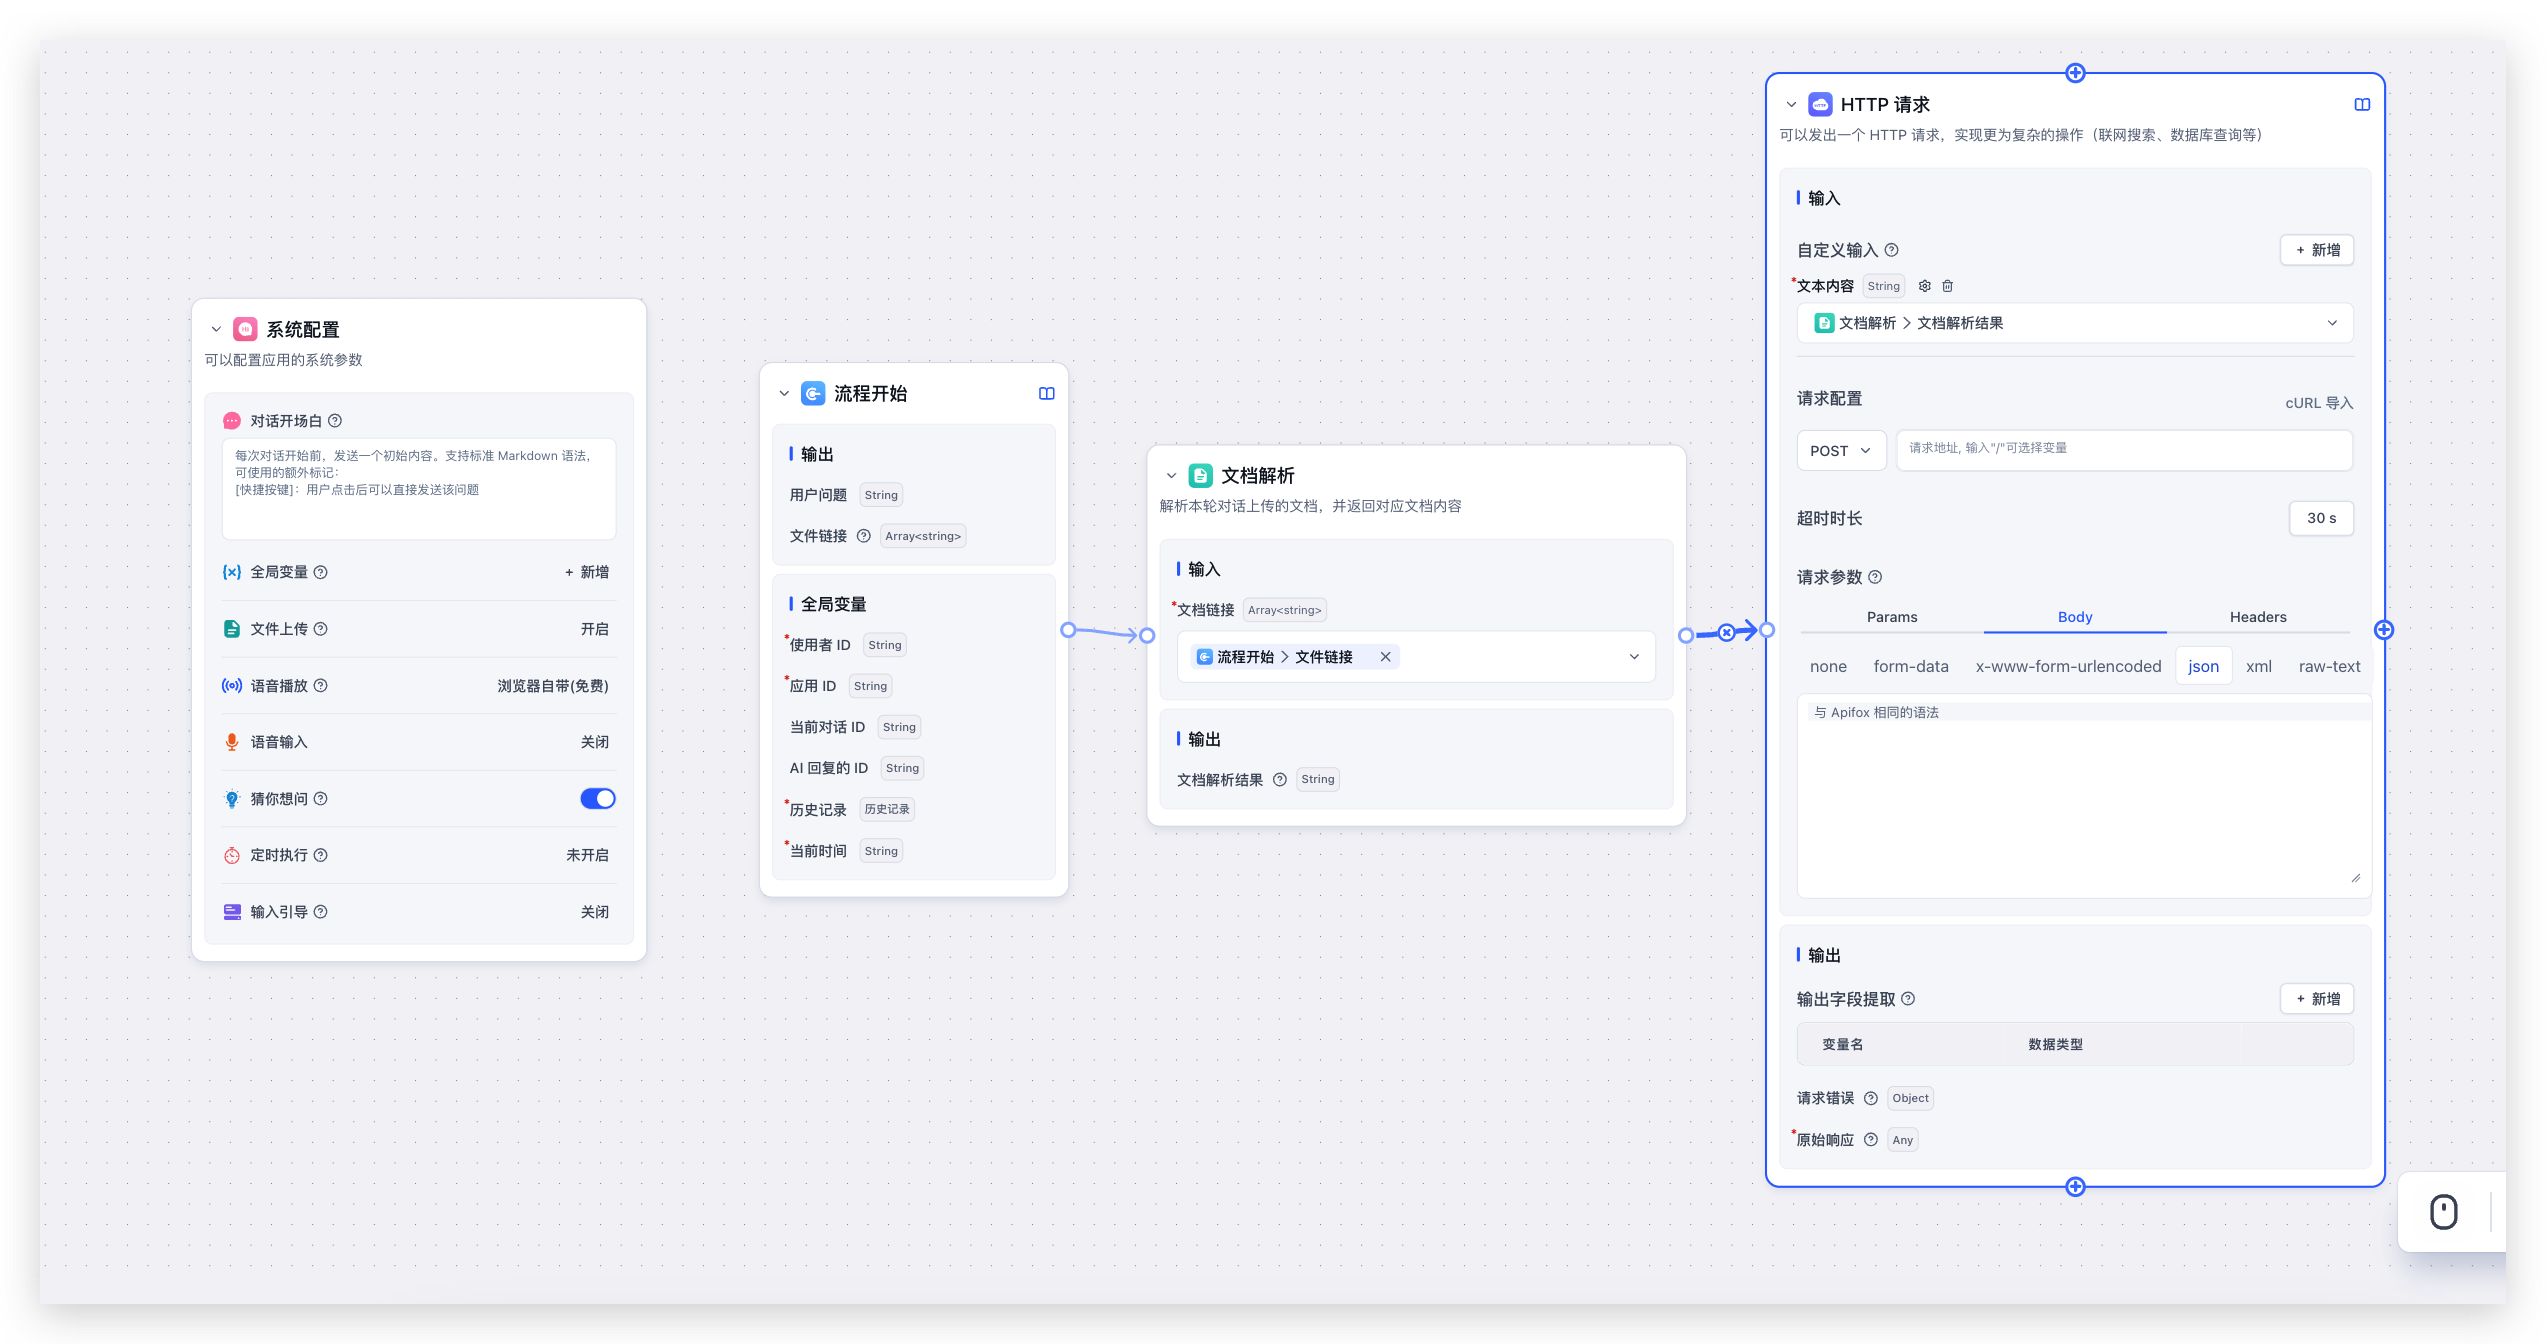 系统配置
可以配置应用的系统参数
对话开场白
每次对话开始前，发送一个初始内容。支持标准 Markdown 语法，
可使用的额外标记：
[快捷按键]：用户点击后可以直接发送该问题
全局变量
+ 新增
文件上传
开启
语音播放
浏览器自带(免费)
语音输入
关闭
猜你想问
定时执行
未开启
输入引导
关闭
流程开始
输出
用户问题 String
文件链接 Array<string>
全局变量
*使用者 ID String
*应用 ID String
当前对话 ID String
AI 回复的 ID String
*历史记录 历史记录
*当前时间 String
文档解析
解析本轮对话上传的文档，并返回对应文档内容
输入
*文档链接 Array<string>
流程开始 > 文件链接
输出
文档解析结果 String
HTTP 请求
可以发出一个 HTTP 请求，实现更为复杂的操作（联网搜索、数据库查询等）
输入
自定义输入
+ 新增
*文本内容 String
文档解析 > 文档解析结果
请求配置
cURL 导入
POST
请求地址, 输入"/"可选择变量
超时时长
30 s
请求参数
Params Body Headers
none form-data x-www-form-urlencoded json xml raw-text
与 Apifox 相同的语法
输出
输出字段提取
+ 新增
变量名 数据类型
请求错误 Object
*原始响应 Any